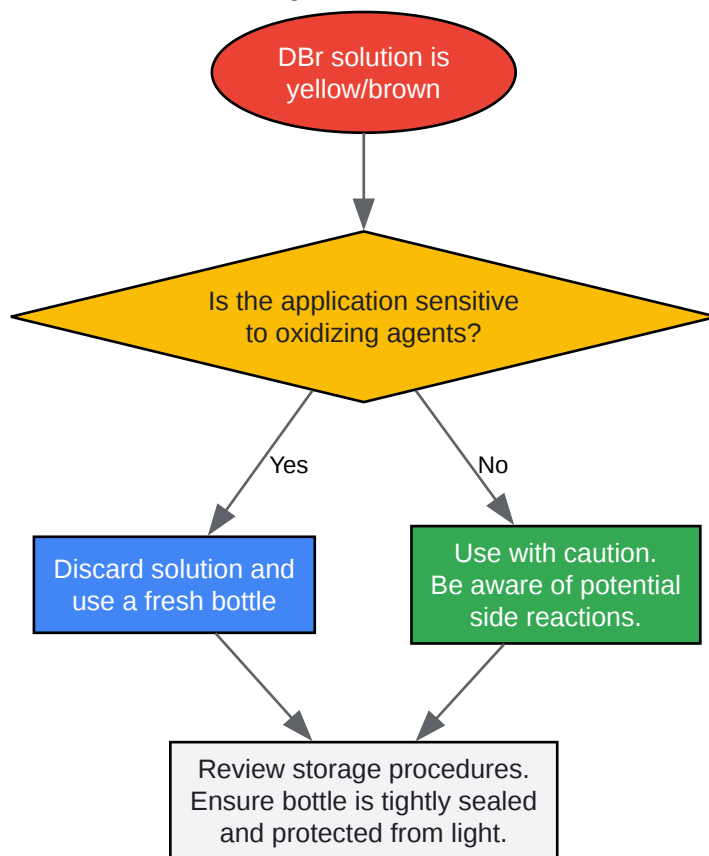 DBr solution is
yellow/brown
Is the application sensitive
to oxidizing agents?
Yes
No
Discard solution and
use a fresh bottle
Use with caution.
Be aware of potential
side reactions.
Review storage procedures.
Ensure bottle is tightly sealed
and protected from light.